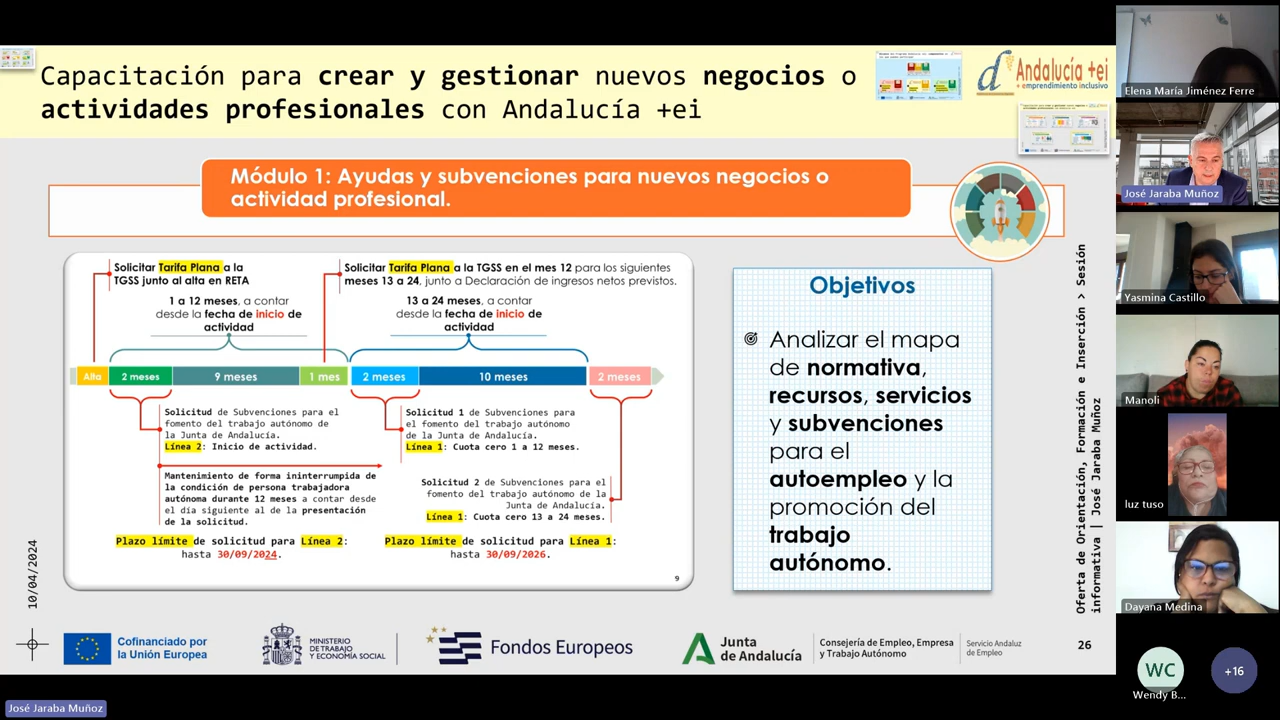 Capacitación para crear y gestionar nuevos negocios o
actividades profesionales con Andalucía +ei
Andalucía +ei
+ emprendimiento inclusivo
Módulo 1: Ayudas y subvenciones para nuevos negocios o
actividad profesional.
Solicitar Tarifa Plana a la
TGSS junto al alta en RETA
Solicitar Tarifa Plana a la TGSS en el mes 12 para los siguientes
meses 13 a 24, junto a Declaración de ingresos netos previstos.
1 a 12 meses, a contar
desde la fecha de inicio de
actividad
13 a 24 meses, a contar
desde la fecha de inicio de
actividad
Alta
2 meses
9 meses
1 mes
2 meses
10 meses
2 meses
Solicitud de Subvenciones para el
fomento del trabajo autónomo de
la Junta de Andalucía.
Línea 2: Inicio de actividad.
Solicitud 1 de Subvenciones para
el fomento del trabajo autónomo
de la Junta de Andalucía.
Línea 1: Cuota cero 1 a 12 meses.
Mantenimiento de forma ininterrumpida de
la condición de persona trabajadora
autónoma durante 12 meses a contar desde
el día siguiente al de la presentación
de la solicitud.
Solicitud 2 de Subvenciones para el
fomento del trabajo autónomo de la
Junta de Andalucía.
Línea 1: Cuota cero 13 a 24 meses.
Plazo límite de solicitud para Línea 2:
hasta 30/09/2024.
Plazo límite de solicitud para Línea 1:
hasta 30/09/2026.
9
Objetivos
Analizar el mapa
de normativa,
recursos, servicios
y subvenciones
para el
autoempleo y la
promoción del
trabajo
autónomo.
10/04/2024
Oferta de Orientación, Formación e Inserción > Sesión
informativa | José Jaraba Muñoz
Cofinanciado por
la Unión Europea
MINISTERIO
DE TRABAJO
Y ECONOMÍA SOCIAL
Fondos Europeos
Junta
de Andalucía
Consejería de Empleo, Empresa
y Trabajo Autónomo
Servicio Andaluz
de Empleo
26
José Jaraba Muñoz
Elena María Jiménez Ferre
José Jaraba Muñoz
Yasmina Castillo
Manoli
luz tuso
Dayana Medina
WC
Wendy B...
+16